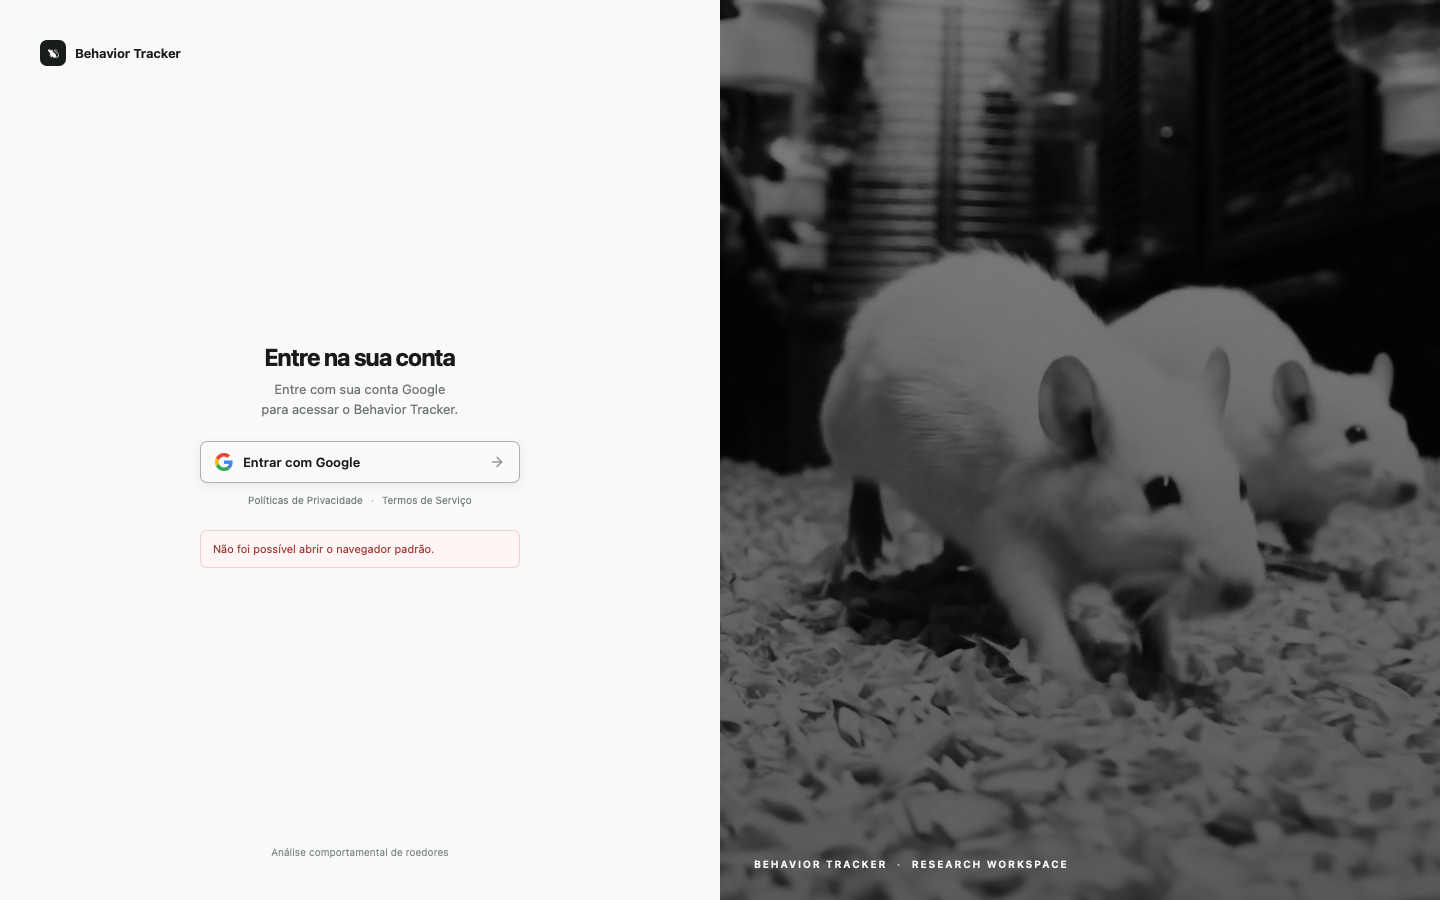 Behavior Tracker
Entre na sua conta
Entre com sua conta Google
para acessar o Behavior Tracker.
Entrar com Google
Políticas de Privacidade · Termos de Serviço
Não foi possível abrir o navegador padrão.
Análise comportamental de roedores
BEHAVIOR TRACKER · RESEARCH WORKSPACE